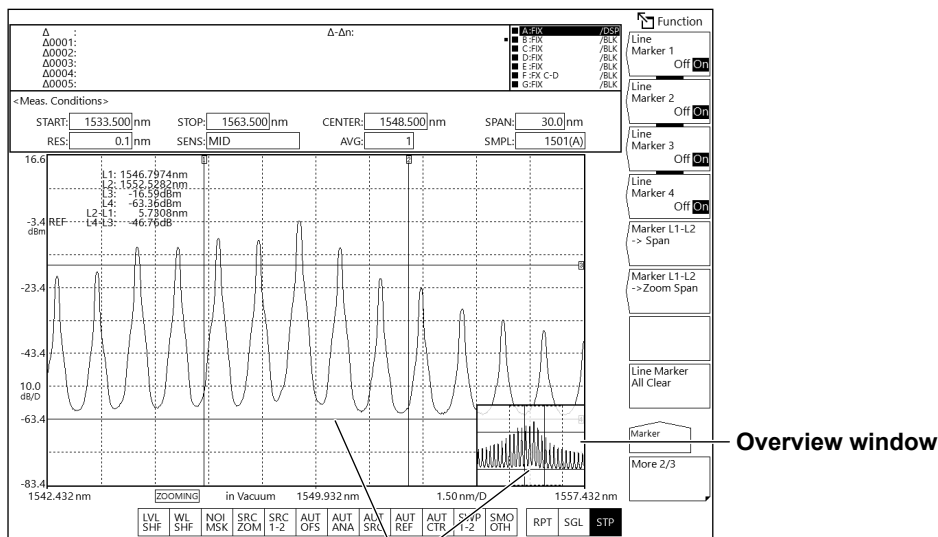 Function
Δ :
Δ-Δn:
Δ0001:
Δ0002:
Δ0003:
Δ0004:
Δ0005:
A:FIX /DSP
B:FIX /BLK
C:FIX /BLK
D:FIX /BLK
E:FIX /BLK
F:FX C-D /BLK
G:FIX /BLK
<Meas. Conditions>
START: 1533.500 nm STOP: 1563.500 nm CENTER: 1548.500 nm SPAN: 30.0 nm
RES: 0.1 nm SENS: MID AVG: 1 SMPL: 1501(A)
Line
Marker 1
Off On
Line
Marker 2
Off On
Line
Marker 3
Off On
Line
Marker 4
Off On
Marker L1-L2
-> Span
Marker L1-L2
->Zoom Span
Line Marker
All Clear
Marker
More 2/3
16.6
1
2
L1: 1546.7974nm
L2: 1552.5282nm
L3: -16.59dBm
L4: -63.36dBm
L2-L1: 5.7308nm
L4-L3: -46.76dB
-3.4 REF
dBm
3
-23.4
-43.4
10.0
dB/D
-63.4
4
-83.4
Overview window
1542.432 nm ZOOMING in Vacuum 1549.932 nm 1.50 nm/D 1557.432 nm
LVL SHF
WL SHF
NOI MSK
SRC ZOM
SRC 1-2
AUT OFS
AUT ANA
AUT SRC
AUT REF
AUT CTR
SWP 1-2
SMO OTH
RPT
SGL
STP